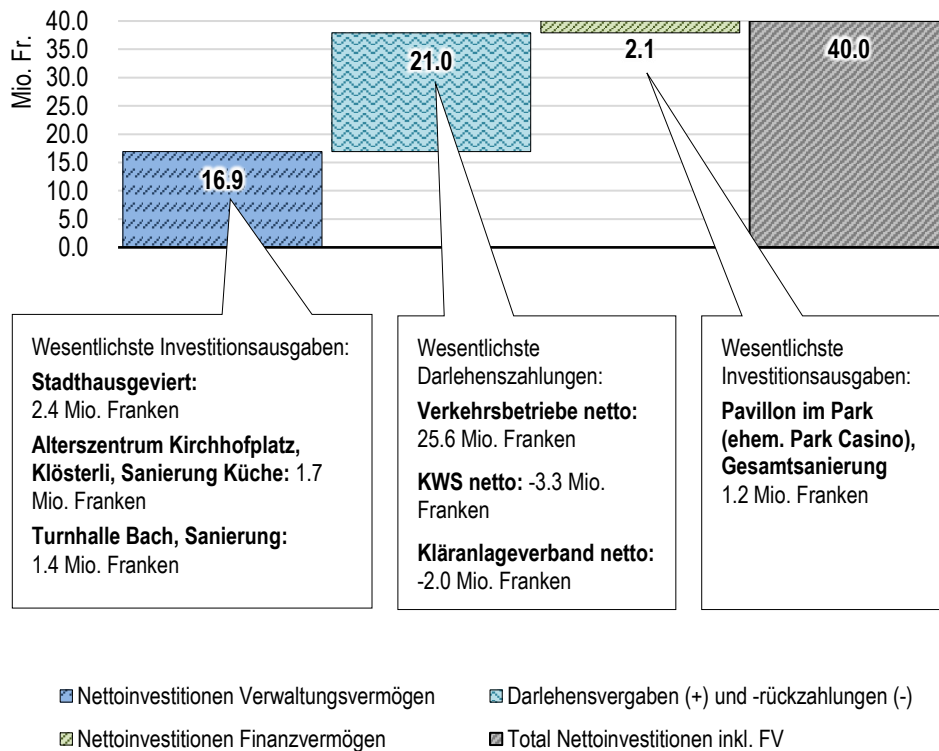 Mio. Fr.
40.0
35.0
30.0
25.0
20.0
15.0
10.0
5.0
0.0
16.9
21.0
2.1
40.0
Wesentlichste Investitionsausgaben:
Stadthausgeviert:
2.4 Mio. Franken
Alterszentrum Kirchhofplatz,
Klösterli, Sanierung Küche: 1.7
Mio. Franken
Turnhalle Bach, Sanierung:
1.4 Mio. Franken
Wesentlichste
Darlehenszahlungen:
Verkehrsbetriebe netto:
25.6 Mio. Franken
KWS netto: -3.3 Mio.
Franken
Kläranlageverband netto:
-2.0 Mio. Franken
Wesentlichste
Investitionsausgaben:
Pavillon im Park
(ehem. Park Casino),
Gesamtsanierung
1.2 Mio. Franken
Nettoinvestitionen Verwaltungsvermögen
Darlehensvergaben (+) und -rückzahlungen (-)
Nettoinvestitionen Finanzvermögen
Total Nettoinvestitionen inkl. FV